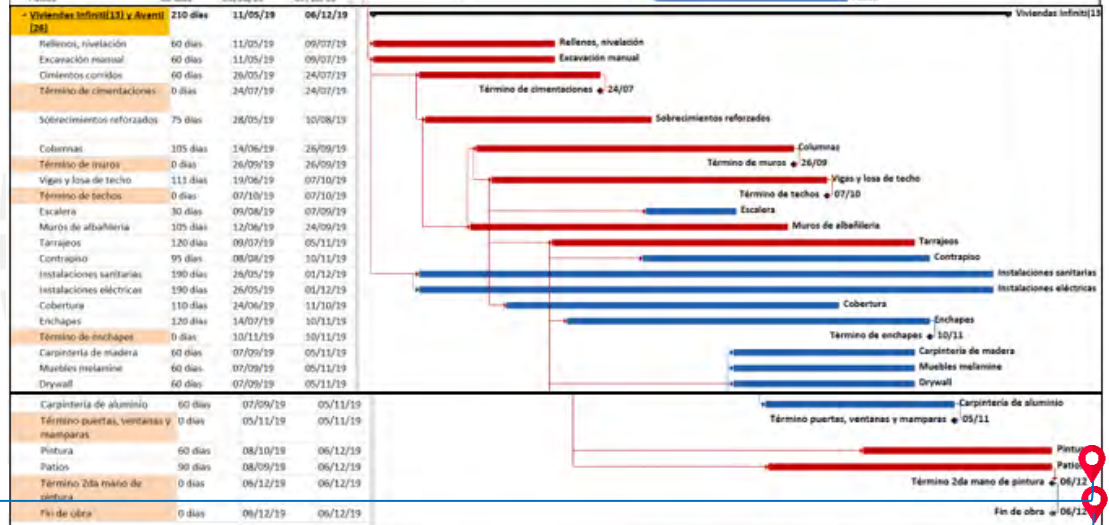 - Viviendas Infiniti(13) y Avanti 210 días 11/05/19 06/12/19 Viviendas Infiniti(13
(26)
Rellenos, nivelación 60 días 11/05/19 09/07/19 Rellenos, nivelación
Excavación manual 60 días 11/05/19 09/07/19 Excavación manual
Cimientos corridos 60 días 26/05/19 24/07/19
Término de cimentaciones 0 días 24/07/19 24/07/19 Término de cimentaciones 24/07
Sobrecimientos reforzados 75 días 28/05/19 10/08/19 Sobrecimientos reforzados
Columnas 105 días 14/06/19 26/09/19 Columnas
Término de muros 0 días 26/09/19 26/09/19 Término de muros 26/09
Vigas y losa de techo 111 días 19/06/19 07/10/19 Vigas y losa de techo
Término de techos 0 días 07/10/19 07/10/19 Término de techos 07/10
Escalera 30 días 09/08/19 07/09/19 Escalera
Muros de albañilería 105 días 12/06/19 24/09/19 Muros de albañilería
Tarrajeos 120 días 09/07/19 05/11/19 Tarrajeos
Contrapiso 95 días 08/08/19 10/11/19 Contrapiso
Instalaciones sanitarias 190 días 26/05/19 01/12/19 Instalaciones sanitarias
Instalaciones eléctricas 190 días 26/05/19 01/12/19 Instalaciones eléctricas
Cobertura 110 días 24/06/19 11/10/19 Cobertura
Enchapes 120 días 14/07/19 10/11/19 Enchapes
Término de enchapes 0 días 10/11/19 10/11/19 Término de enchapes 10/11
Carpintería de madera 60 días 07/09/19 05/11/19 Carpintería de madera
Muebles melamine 60 días 07/09/19 05/11/19 Muebles melamine
Drywall 60 días 07/09/19 05/11/19 Drywall
Carpintería de aluminio 60 días 07/09/19 05/11/19 Carpintería de aluminio
Término puertas, ventanas y 0 días 05/11/19 05/11/19 Término puertas, ventanas y mamparas 05/11
mamparas
Pintura 60 días 08/10/19 06/12/19 Pintur
Patios 90 días 08/09/19 06/12/19 Patio
Término 2da mano de 0 días 06/12/19 06/12/19 Término 2da mano de pintura 06/12
pintura
Fin de obra 0 días 06/12/19 06/12/19 Fin de obra 06/12